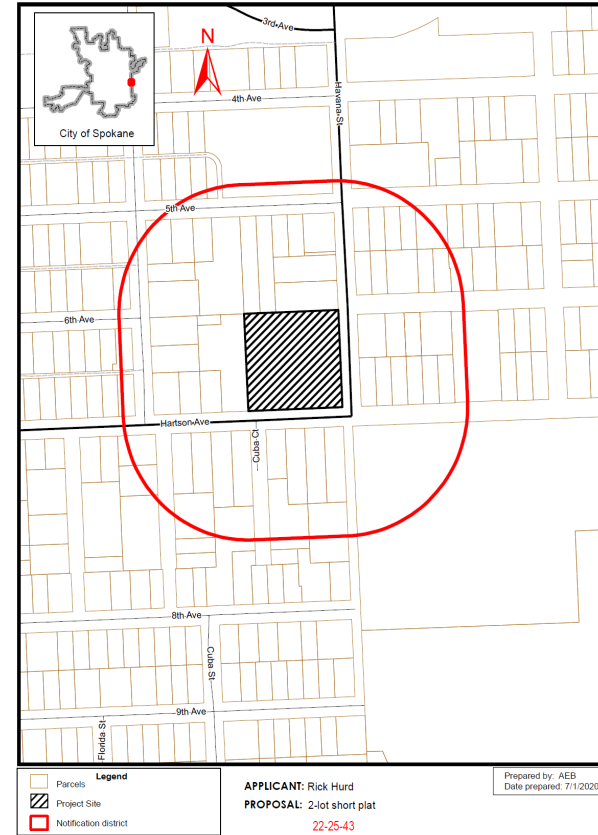 3rd Ave
N
Havana St
4th Ave
City of Spokane
5th Ave
6th Ave
Hartson Ave
Cuba Ct
8th Ave
Cuba St
9th Ave
Florida St
Legend
Parcels
Project Site
Notification district
APPLICANT: Rick Hurd
PROPOSAL: 2-lot short plat
22-25-43
Prepared by: AEB
Date prepared: 7/1/2020